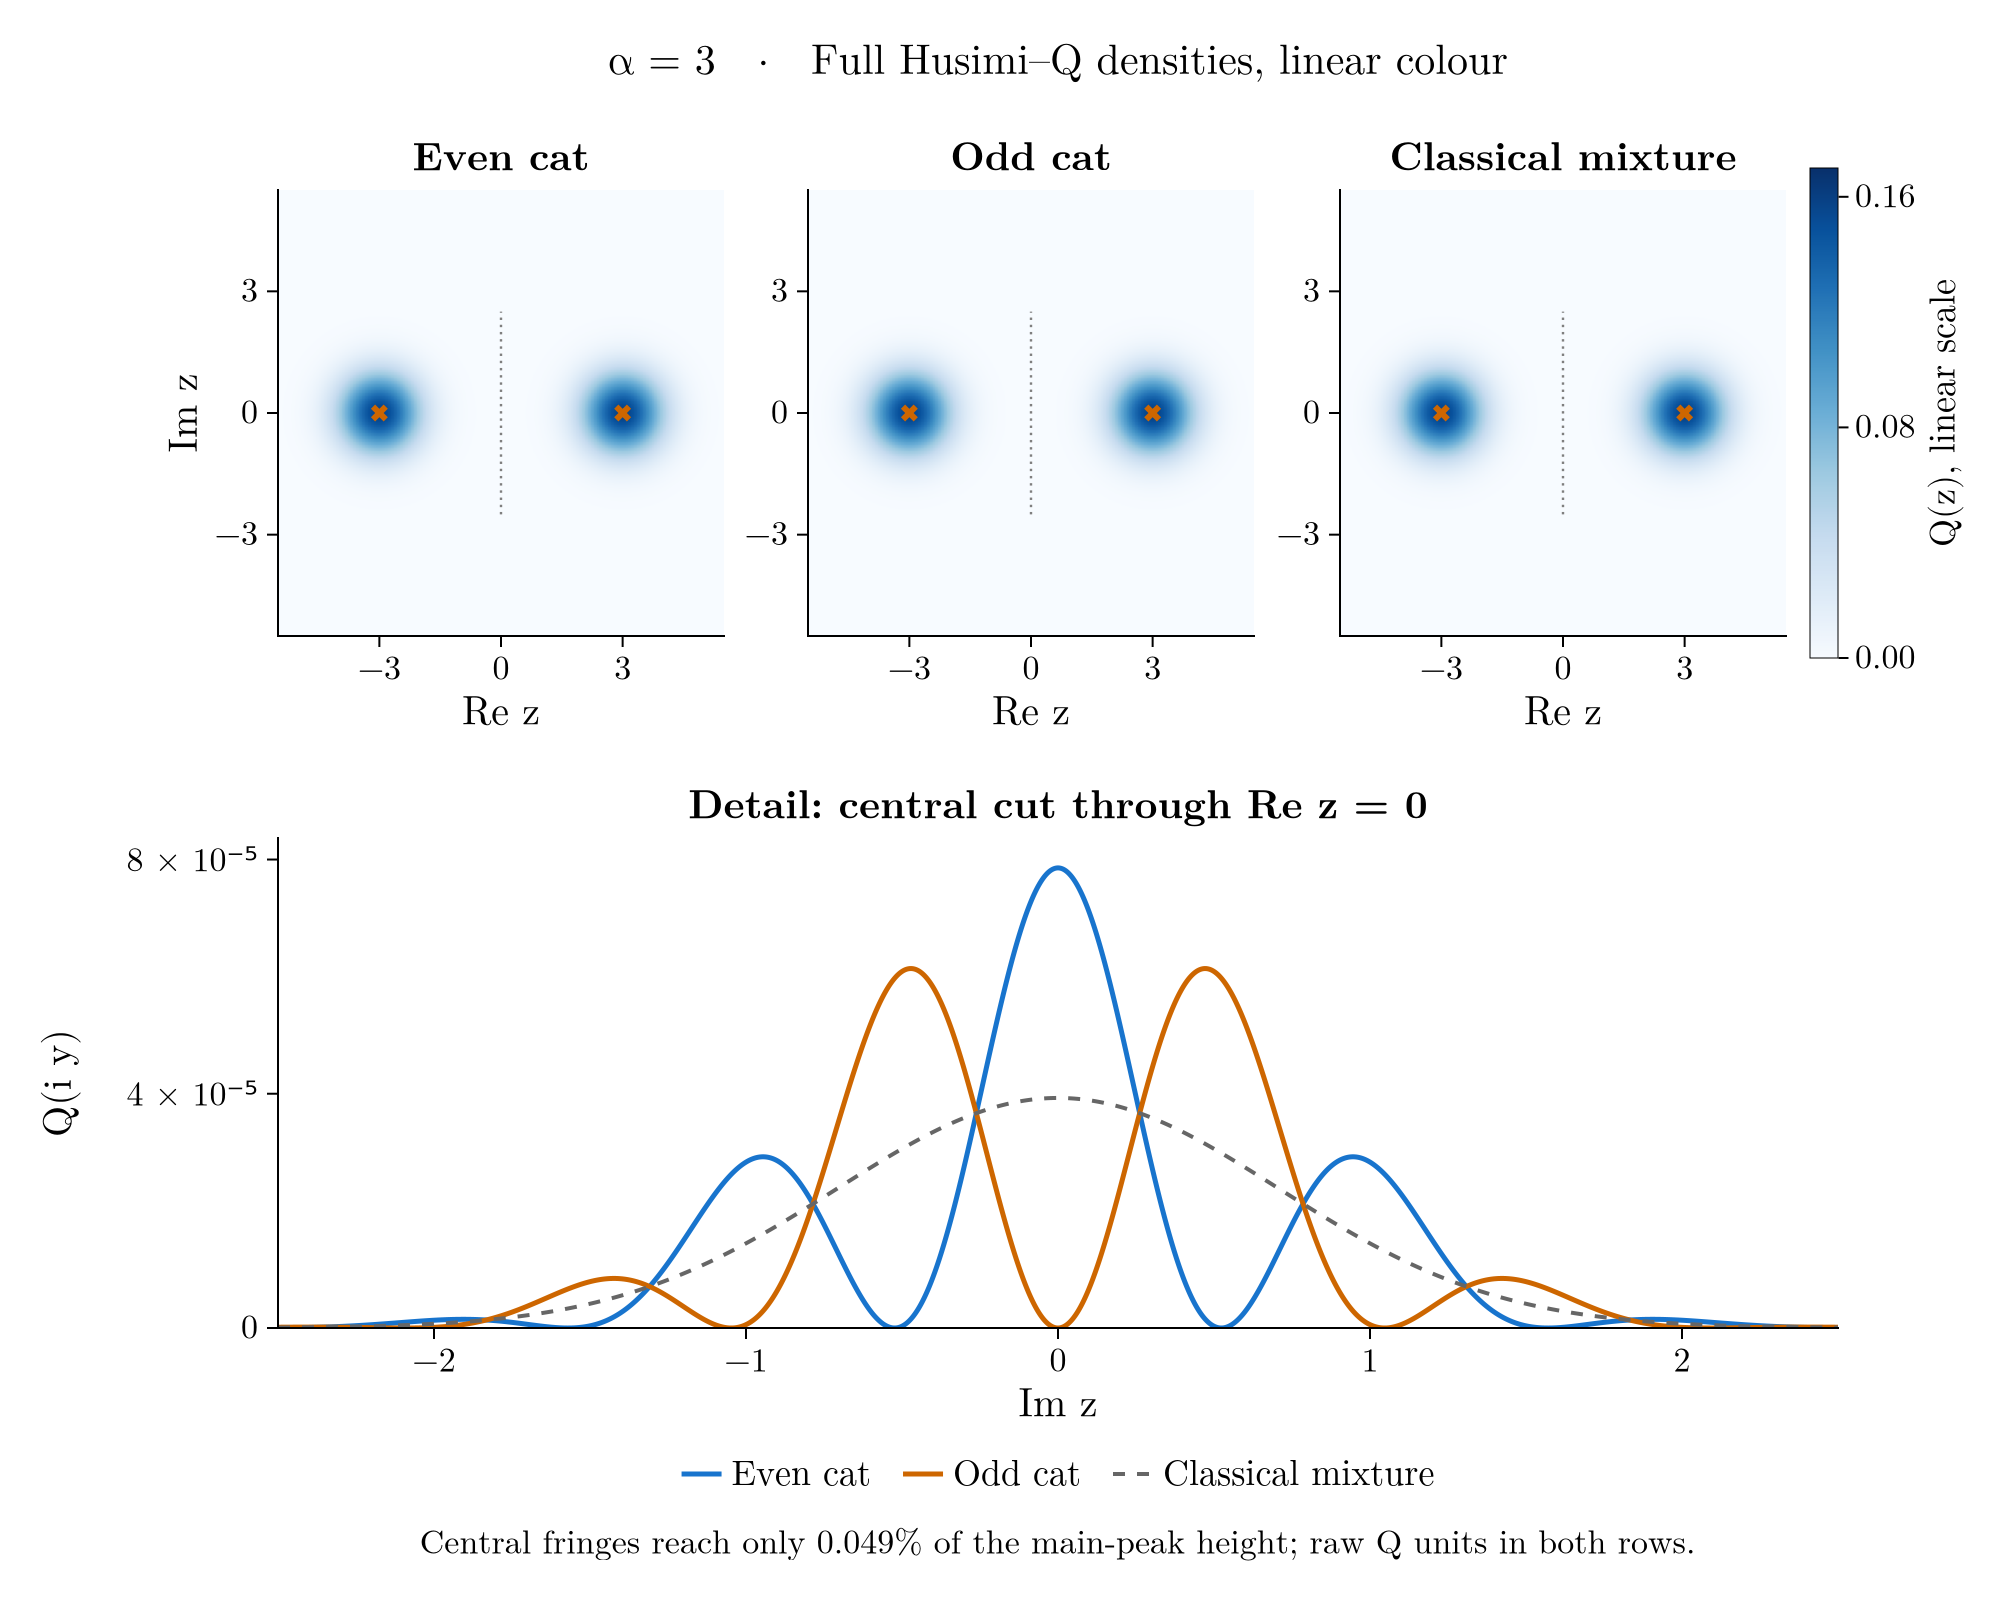 α = 3 · Full Husimi–Q densities, linear colour
Even cat
Odd cat
Classical mixture
Im z
3
0
−3
−3
0
3
Re z
3
0
−3
−3
0
3
Re z
3
0
−3
−3
0
3
Re z
0.16
0.08
0.00
Q(z), linear scale
Detail: central cut through Re z = 0
Q(i y)
8 × 10⁻⁵
4 × 10⁻⁵
0
−2
−1
0
1
2
Im z
Even cat
Odd cat
Classical mixture
Central fringes reach only 0.049% of the main-peak height; raw Q units in both rows.